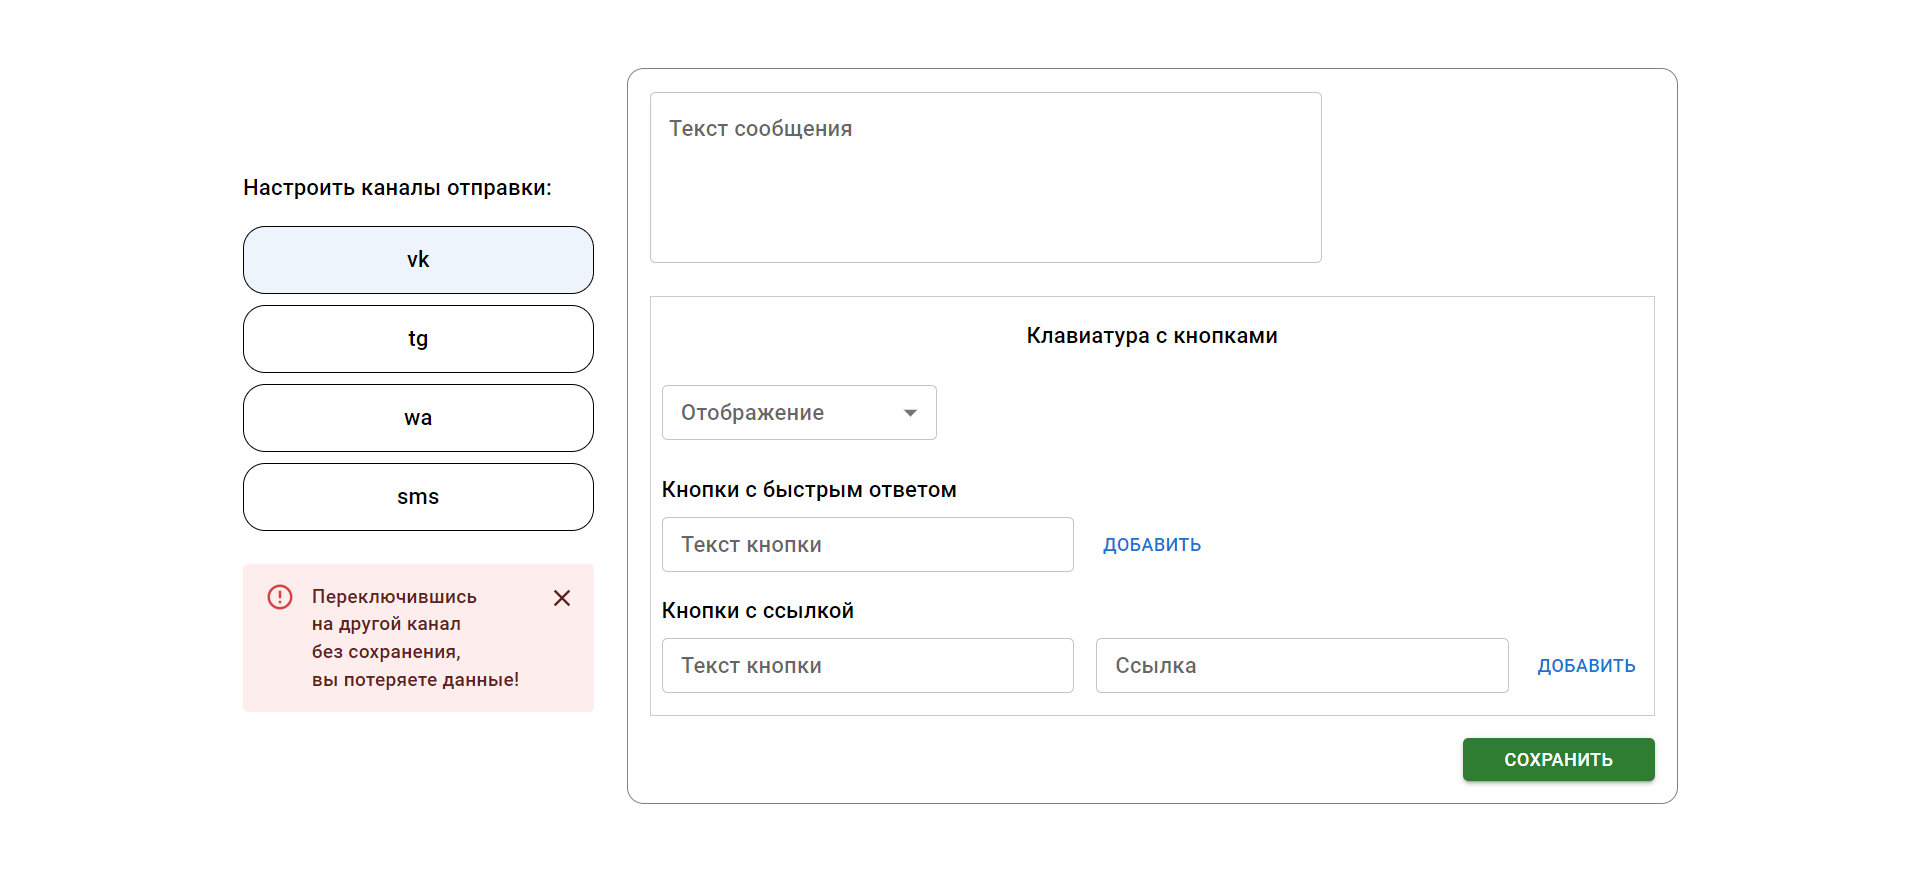 Настроить каналы отправки:
vk
tg
wa
sms
Переключившись
на другой канал
без сохранения,
вы потеряете данные!
Текст сообщения
Клавиатура с кнопками
Отображение
Кнопки с быстрым ответом
Текст кнопки ДОБАВИТЬ
Кнопки с ссылкой
Текст кнопки Ссылка ДОБАВИТЬ
СОХРАНИТЬ